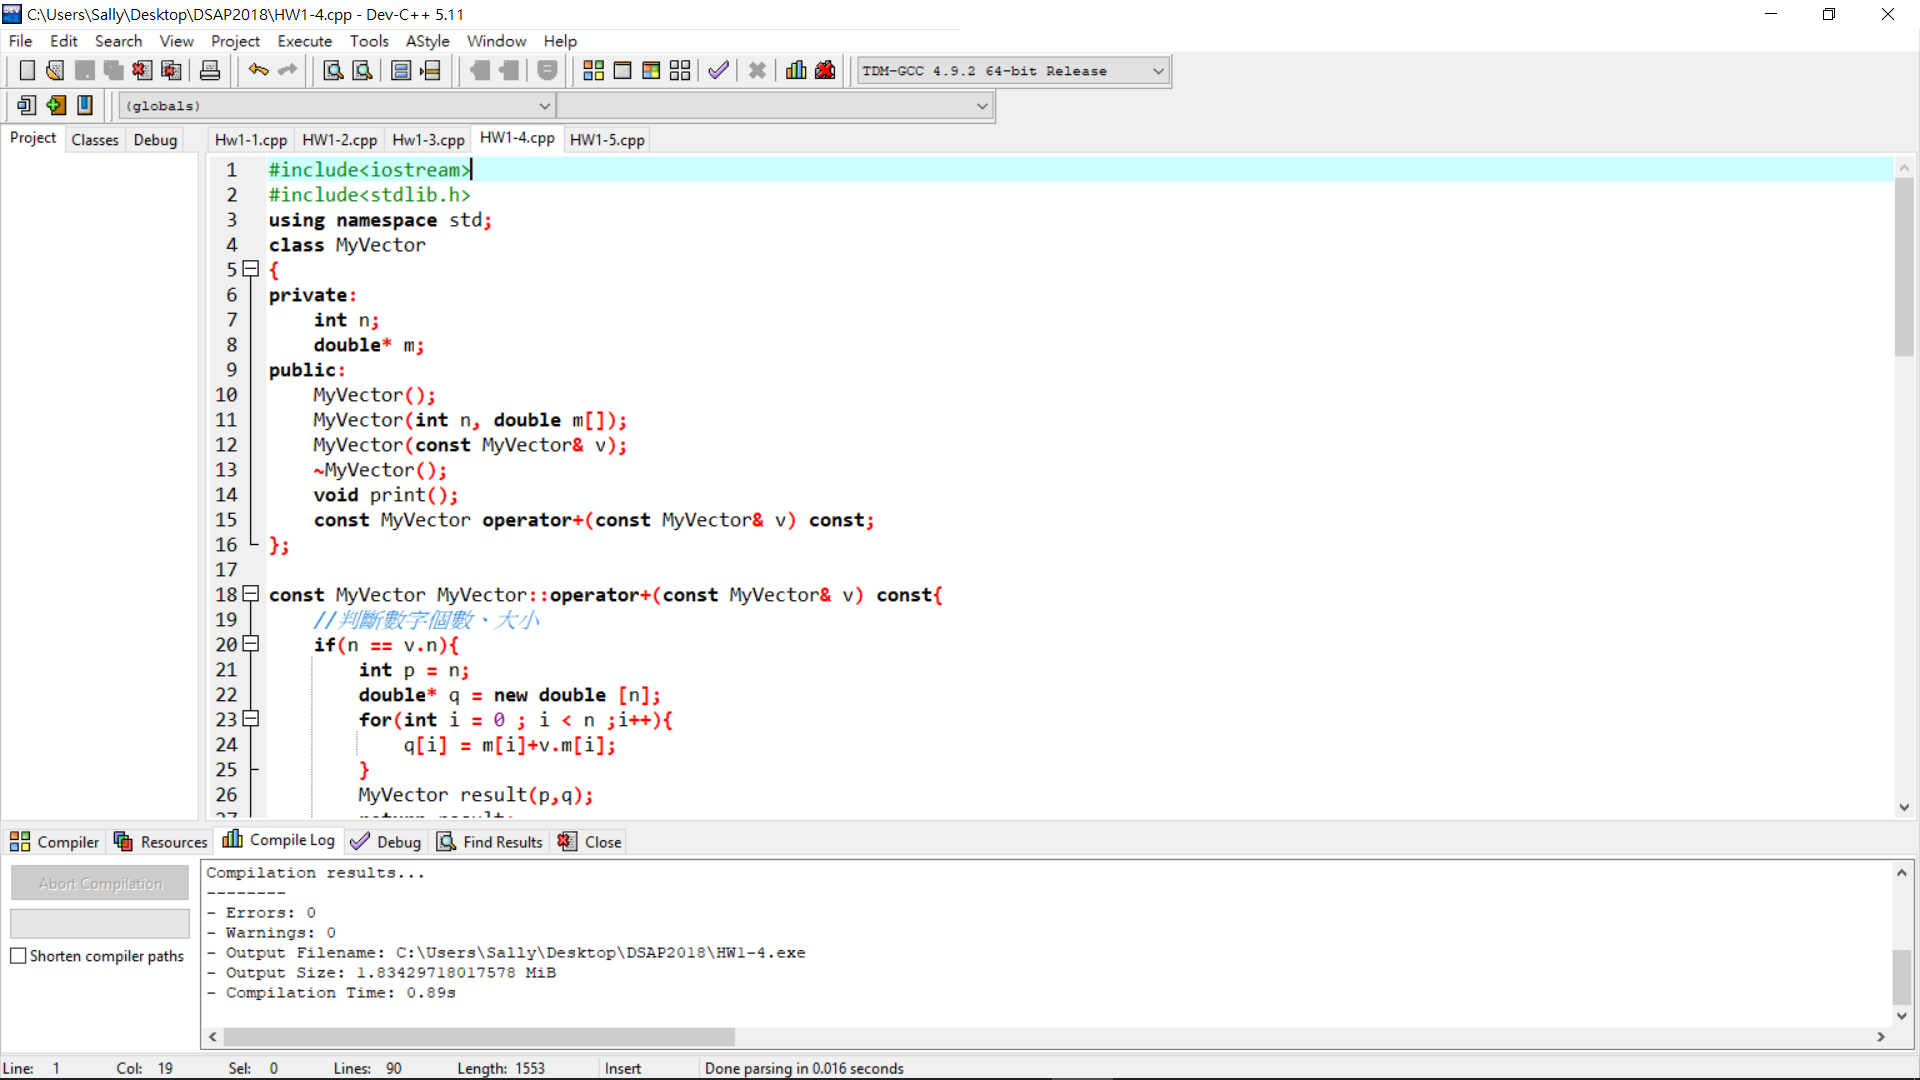 C:\Users\Sally\Desktop\DSAP2018\HW1-4.cpp - Dev-C++ 5.11
File Edit Search View Project Execute Tools AStyle Window Help
TDM-GCC 4.9.2 64-bit Release
(globals)
Project Classes Debug
Hw1-1.cpp HW1-2.cpp Hw1-3.cpp HW1-4.cpp HW1-5.cpp
1 #include<iostream>
2 #include<stdlib.h>
3 using namespace std;
4 class MyVector
5 {
6 private:
7 int n;
8 double* m;
9 public:
10 MyVector();
11 MyVector(int n, double m[]);
12 MyVector(const MyVector& v);
13 ~MyVector();
14 void print();
15 const MyVector operator+(const MyVector& v) const;
16 };
17
18 const MyVector MyVector::operator+(const MyVector& v) const{
19 //判斷數字個數、大小
20 if(n == v.n){
21 int p = n;
22 double* q = new double [n];
23 for(int i = 0 ; i < n ;i++){
24 q[i] = m[i]+v.m[i];
25 }
26 MyVector result(p,q);
Compiler Resources Compile Log Debug Find Results Close
Abort Compilation
Shorten compiler paths
Compilation results...
--------
- Errors: 0
- Warnings: 0
- Output Filename: C:\Users\Sally\Desktop\DSAP2018\HW1-4.exe
- Output Size: 1.83429718017578 MiB
- Compilation Time: 0.89s
Line: 1 Col: 19 Sel: 0 Lines: 90 Length: 1553 Insert Done parsing in 0.016 seconds